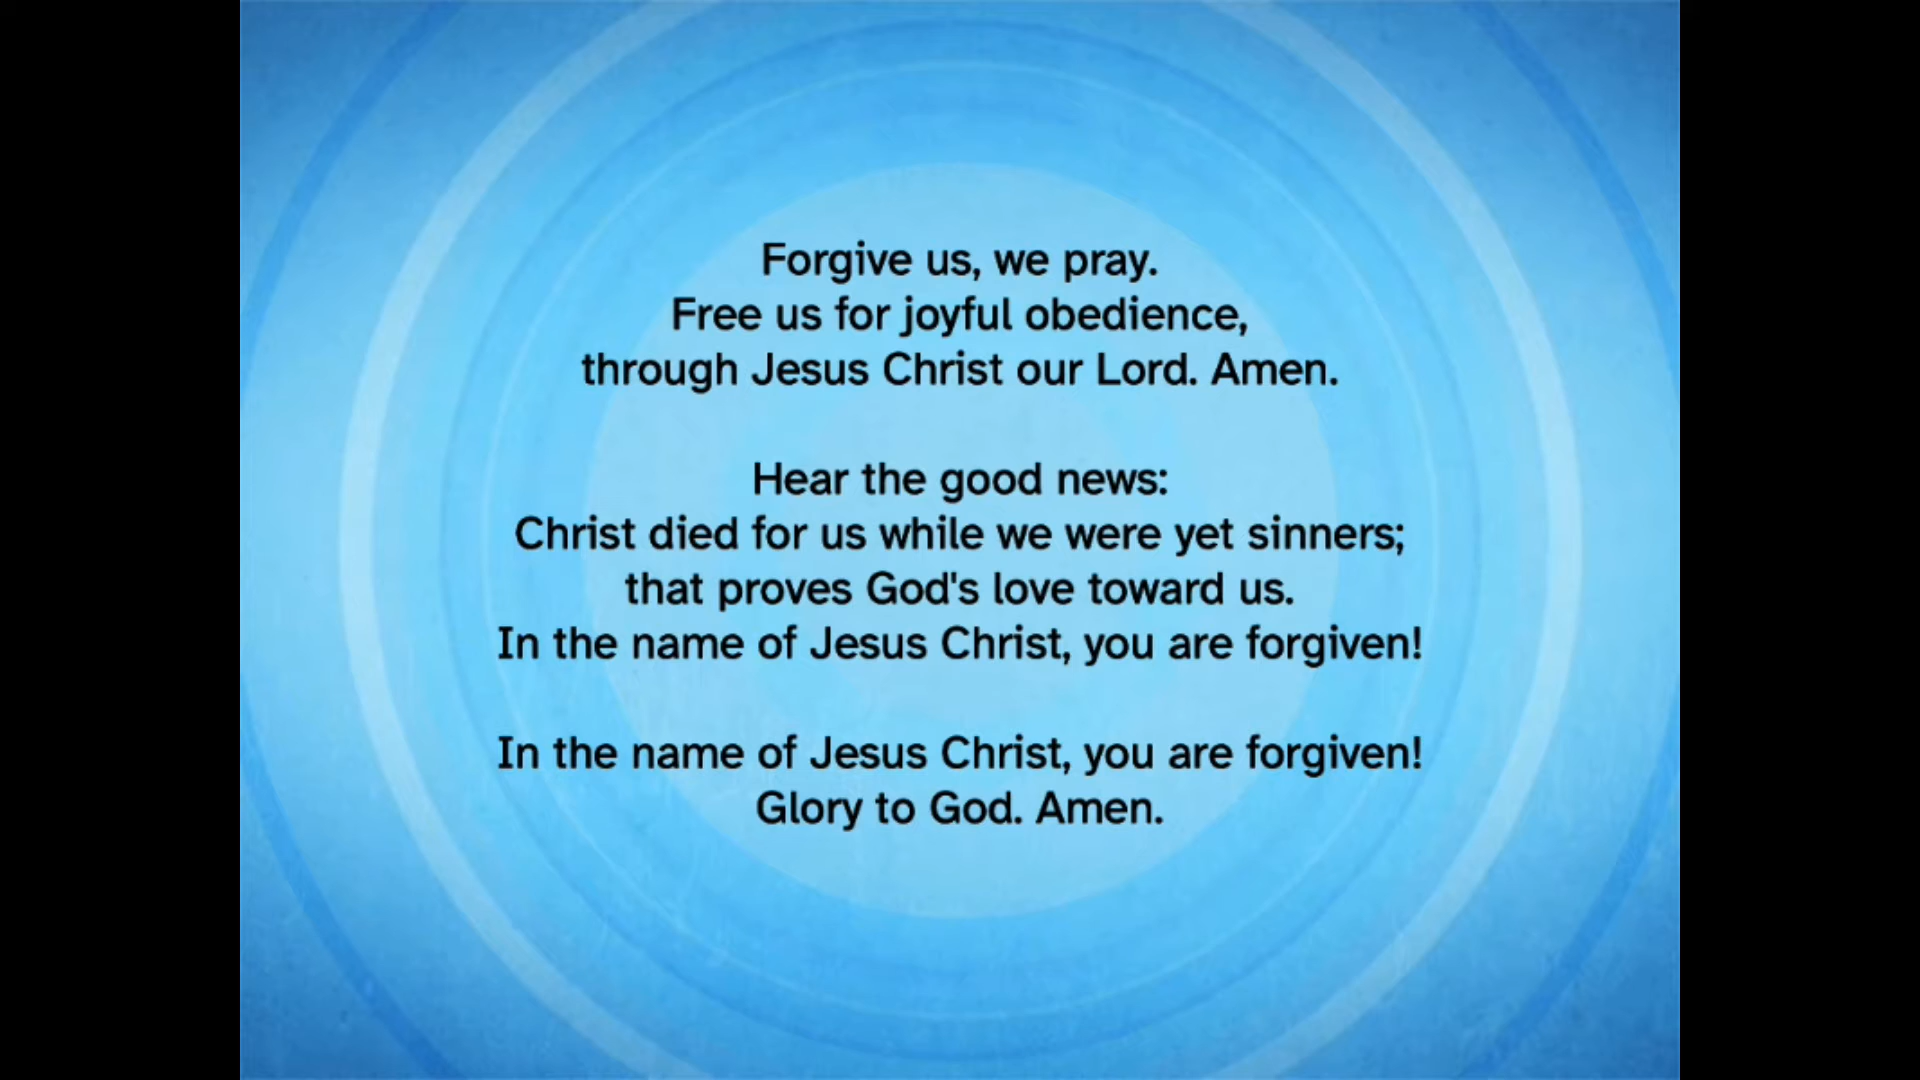 Forgive us, we pray.
Free us for joyful obedience,
through Jesus Christ our Lord. Amen.
Hear the good news:
Christ died for us while we were yet sinners;
that proves God's love toward us.
In the name of Jesus Christ, you are forgiven!
In the name of Jesus Christ, you are forgiven!
Glory to God. Amen.